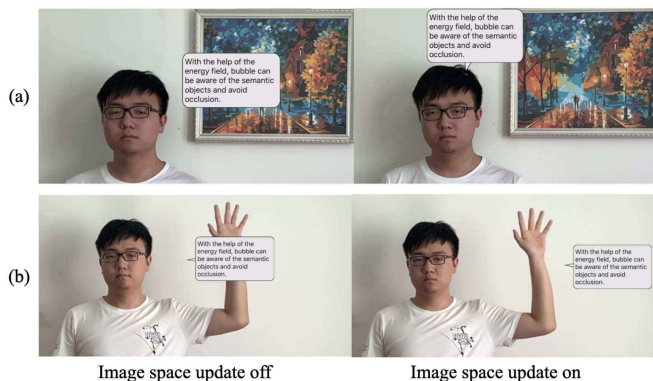 (a)
With the help of the
energy field, bubble can
be aware of the semantic
objects and avoid
occlusion.
With the help of the
energy field, bubble can
be aware of the semantic
objects and avoid
occlusion.
(b)
With the help of the
energy field, bubble can
be aware of the semantic
objects and avoid
occlusion.
With the help of the
energy field, bubble can
be aware of the semantic
objects and avoid
occlusion.
Image space update off
Image space update on